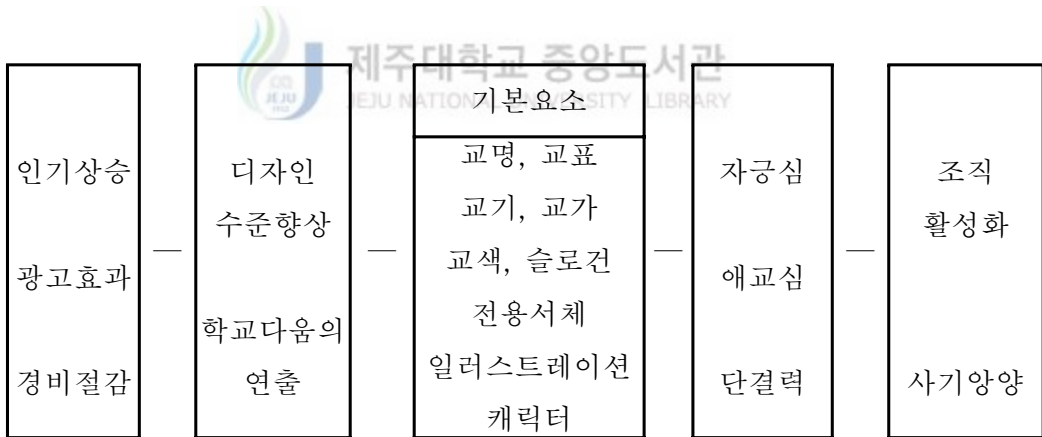 제주대학교 중앙도서관
JEJU NATIONAL UNIVERSITY LIBRARY
JEJU
1952
인기상승
광고효과
경비절감
—
디자인
수준향상
학교다움의
연출
—
기본요소
교명, 교표
교기, 교가
교색, 슬로건
전용서체
일러스트레이션
캐릭터
—
자긍심
애교심
단결력
—
조직
활성화
사기앙양